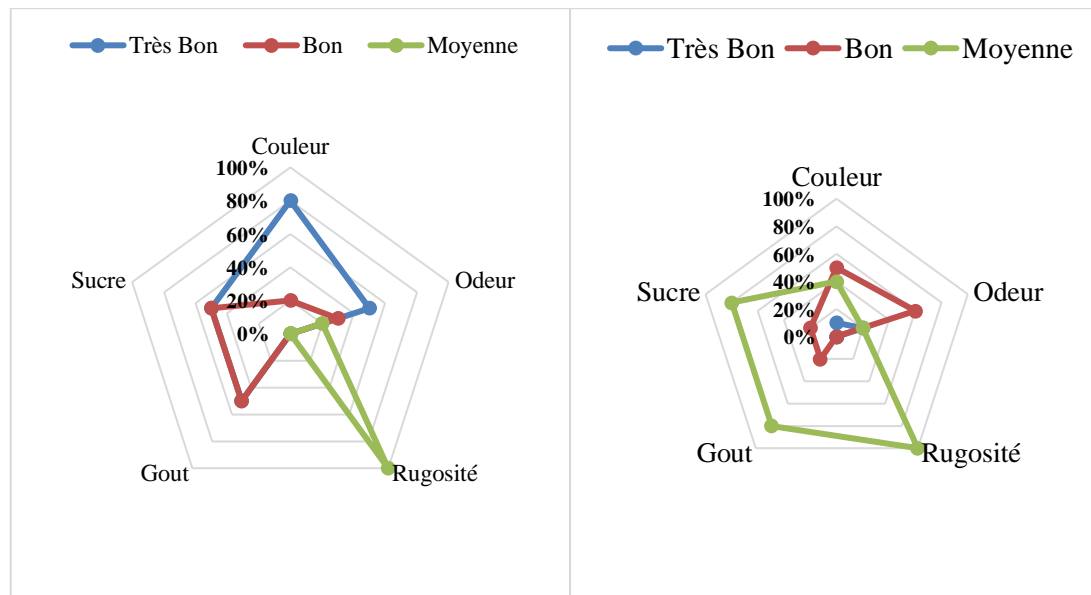 Très Bon Bon Moyenne
Couleur
100%
80%
60%
40%
20%
0%
Sucre
Odeur
Gout
Rugosité
Très Bon Bon Moyenne
Couleur
100%
80%
60%
40%
20%
0%
Sucre
Odeur
Gout
Rugosité